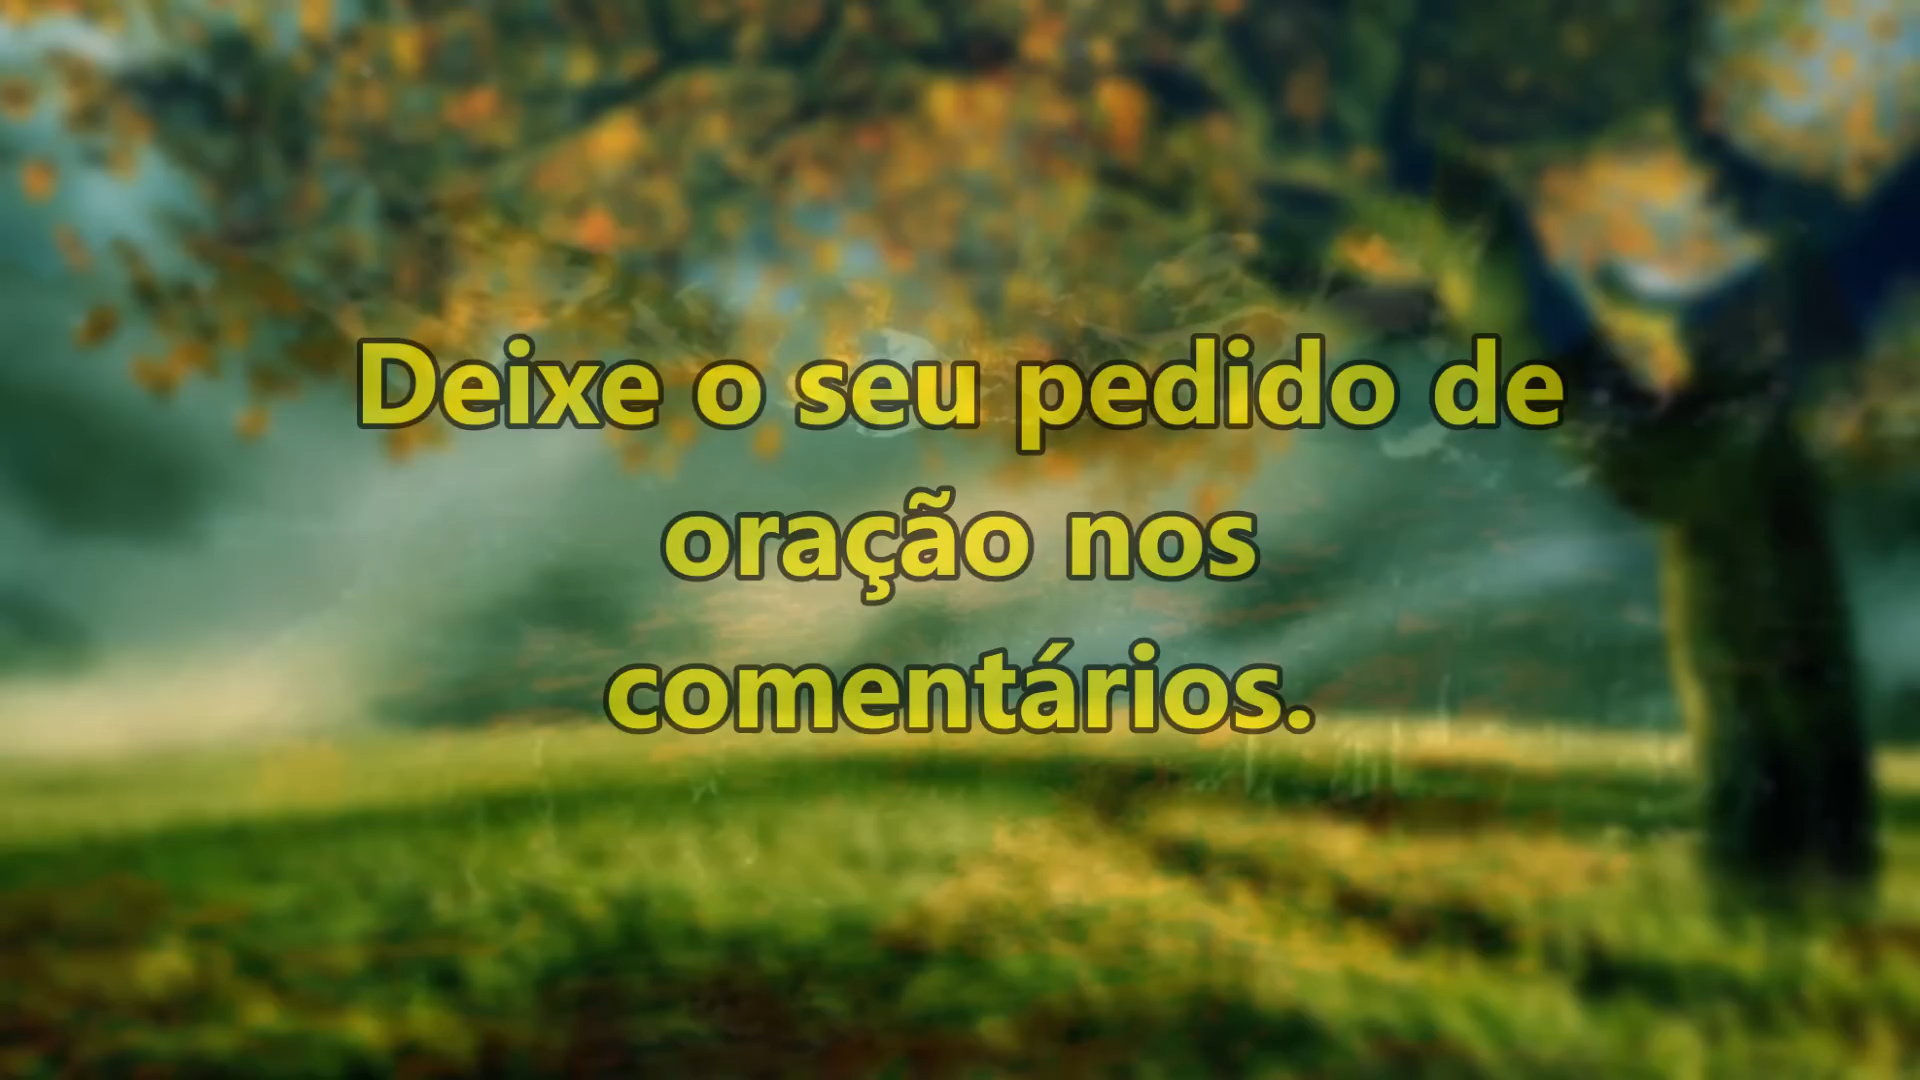 Deixe o seu pedido de
oração nos
comentários.